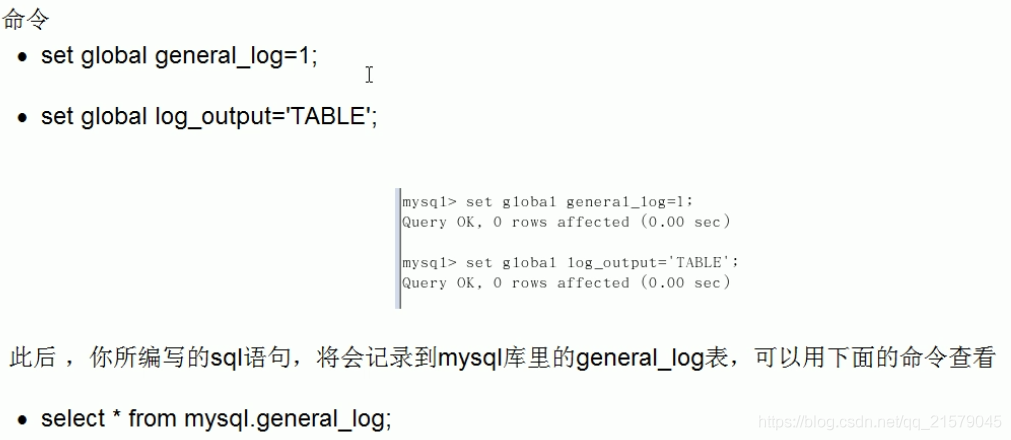 命令
● set global general_log=1;
● set global log_output='TABLE';
mysql> set global general_log=1;
Query OK, 0 rows affected (0.00 sec)
mysql> set global log_output='TABLE';
Query OK, 0 rows affected (0.00 sec)
此后 ，你所编写的sql语句，将会记录到mysql库里的general_log表，可以用下面的命令查看
● select * from mysql.general_log;
https://blog.csdn.net/qq_21579045